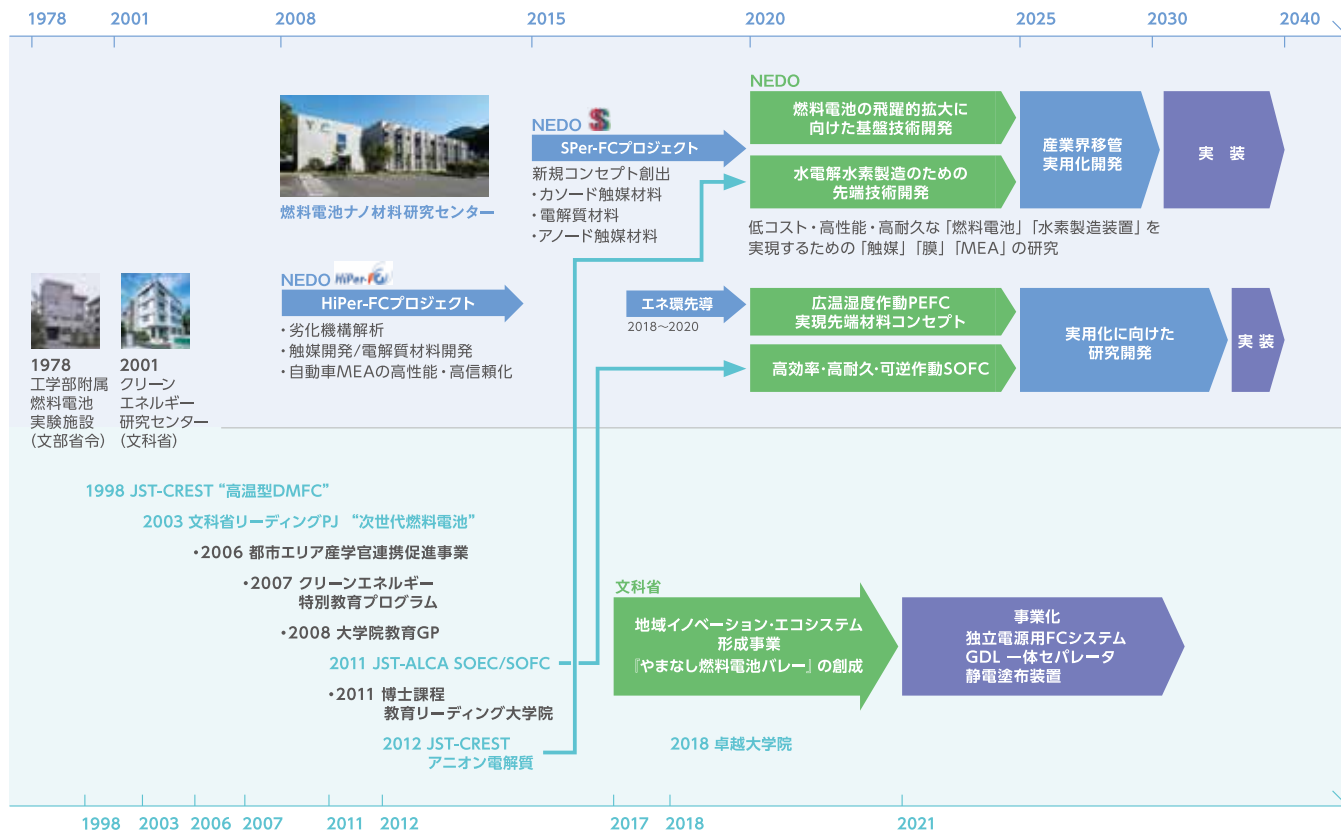 1978
2001
2008
2015
2020
2025
2030
2040
NEDO
燃料電池の飛躍的拡大に
向けた基盤技術開発
水電解水素製造のための
先端技術開発
産業界移管
実用化開発
実 装
NEDO S
SPer-FCプロジェクト
新規コンセプト創出
・カソード触媒材料
・電解質材料
・アノード触媒材料
燃料電池ナノ材料研究センター
低コスト・高性能・高耐久な「燃料電池」「水素製造装置」を
実現するための「触媒」「膜」「MEA」の研究
NEDO HiPer-FC
HiPer-FCプロジェクト
・劣化機構解析
・触媒開発/電解質材料開発
・自動車MEAの高性能・高信頼化
エネ環先導
2018〜2020
広温湿度作動PEFC
実現先端材料コンセプト
高効率・高耐久・可逆作動SOFC
実用化に向けた
研究開発
実 装
1978
工学部附属
燃料電池
実験施設
（文部省令）
2001
クリーン
エネルギー
研究センター
（文科省）
1998 JST-CREST “高温型DMFC”
2003 文科省リーディングPJ “次世代燃料電池”
・2006 都市エリア産学官連携促進事業
・2007 クリーンエネルギー
特別教育プログラム
・2008 大学院教育GP
2011 JST-ALCA SOEC/SOFC
・2011 博士課程
教育リーディング大学院
2012 JST-CREST
アニオン電解質
文科省
地域イノベーション・エコシステム
形成事業
『やまなし燃料電池バレー』の創成
事業化
独立電源用FCシステム
GDL 一体セパレータ
静電塗布装置
2018 卓越大学院
1998
2003
2006
2007
2011
2012
2017
2018
2021